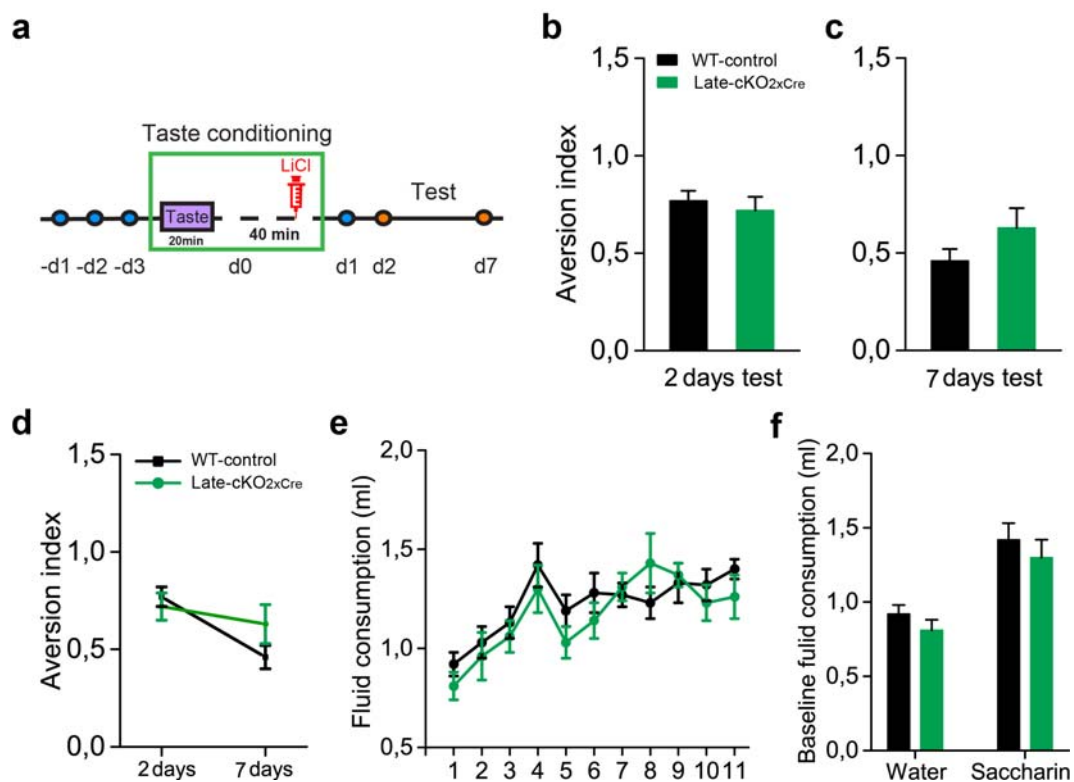 a
Taste conditioning
LiCl
Test
Taste
20min
40 min
-d1 -d2 -d3 d0 d1 d2 d7
b
WT-control
Late-cKO2xCre
Aversion index
1,5
1,0
0,5
0,0
2 days test
c
1,5
1,0
0,5
0,0
7 days test
d
WT-control
Late-cKO2xCre
Aversion index
1,5
1,0
0,5
0,0
2 days 7 days
e
Fluid consumption (ml)
2,0
1,5
1,0
0,5
1 2 3 4 5 6 7 8 9 10 11
f
Baseline fulid consumption (ml)
2,0
1,5
1,0
0,5
0,0
Water Saccharin